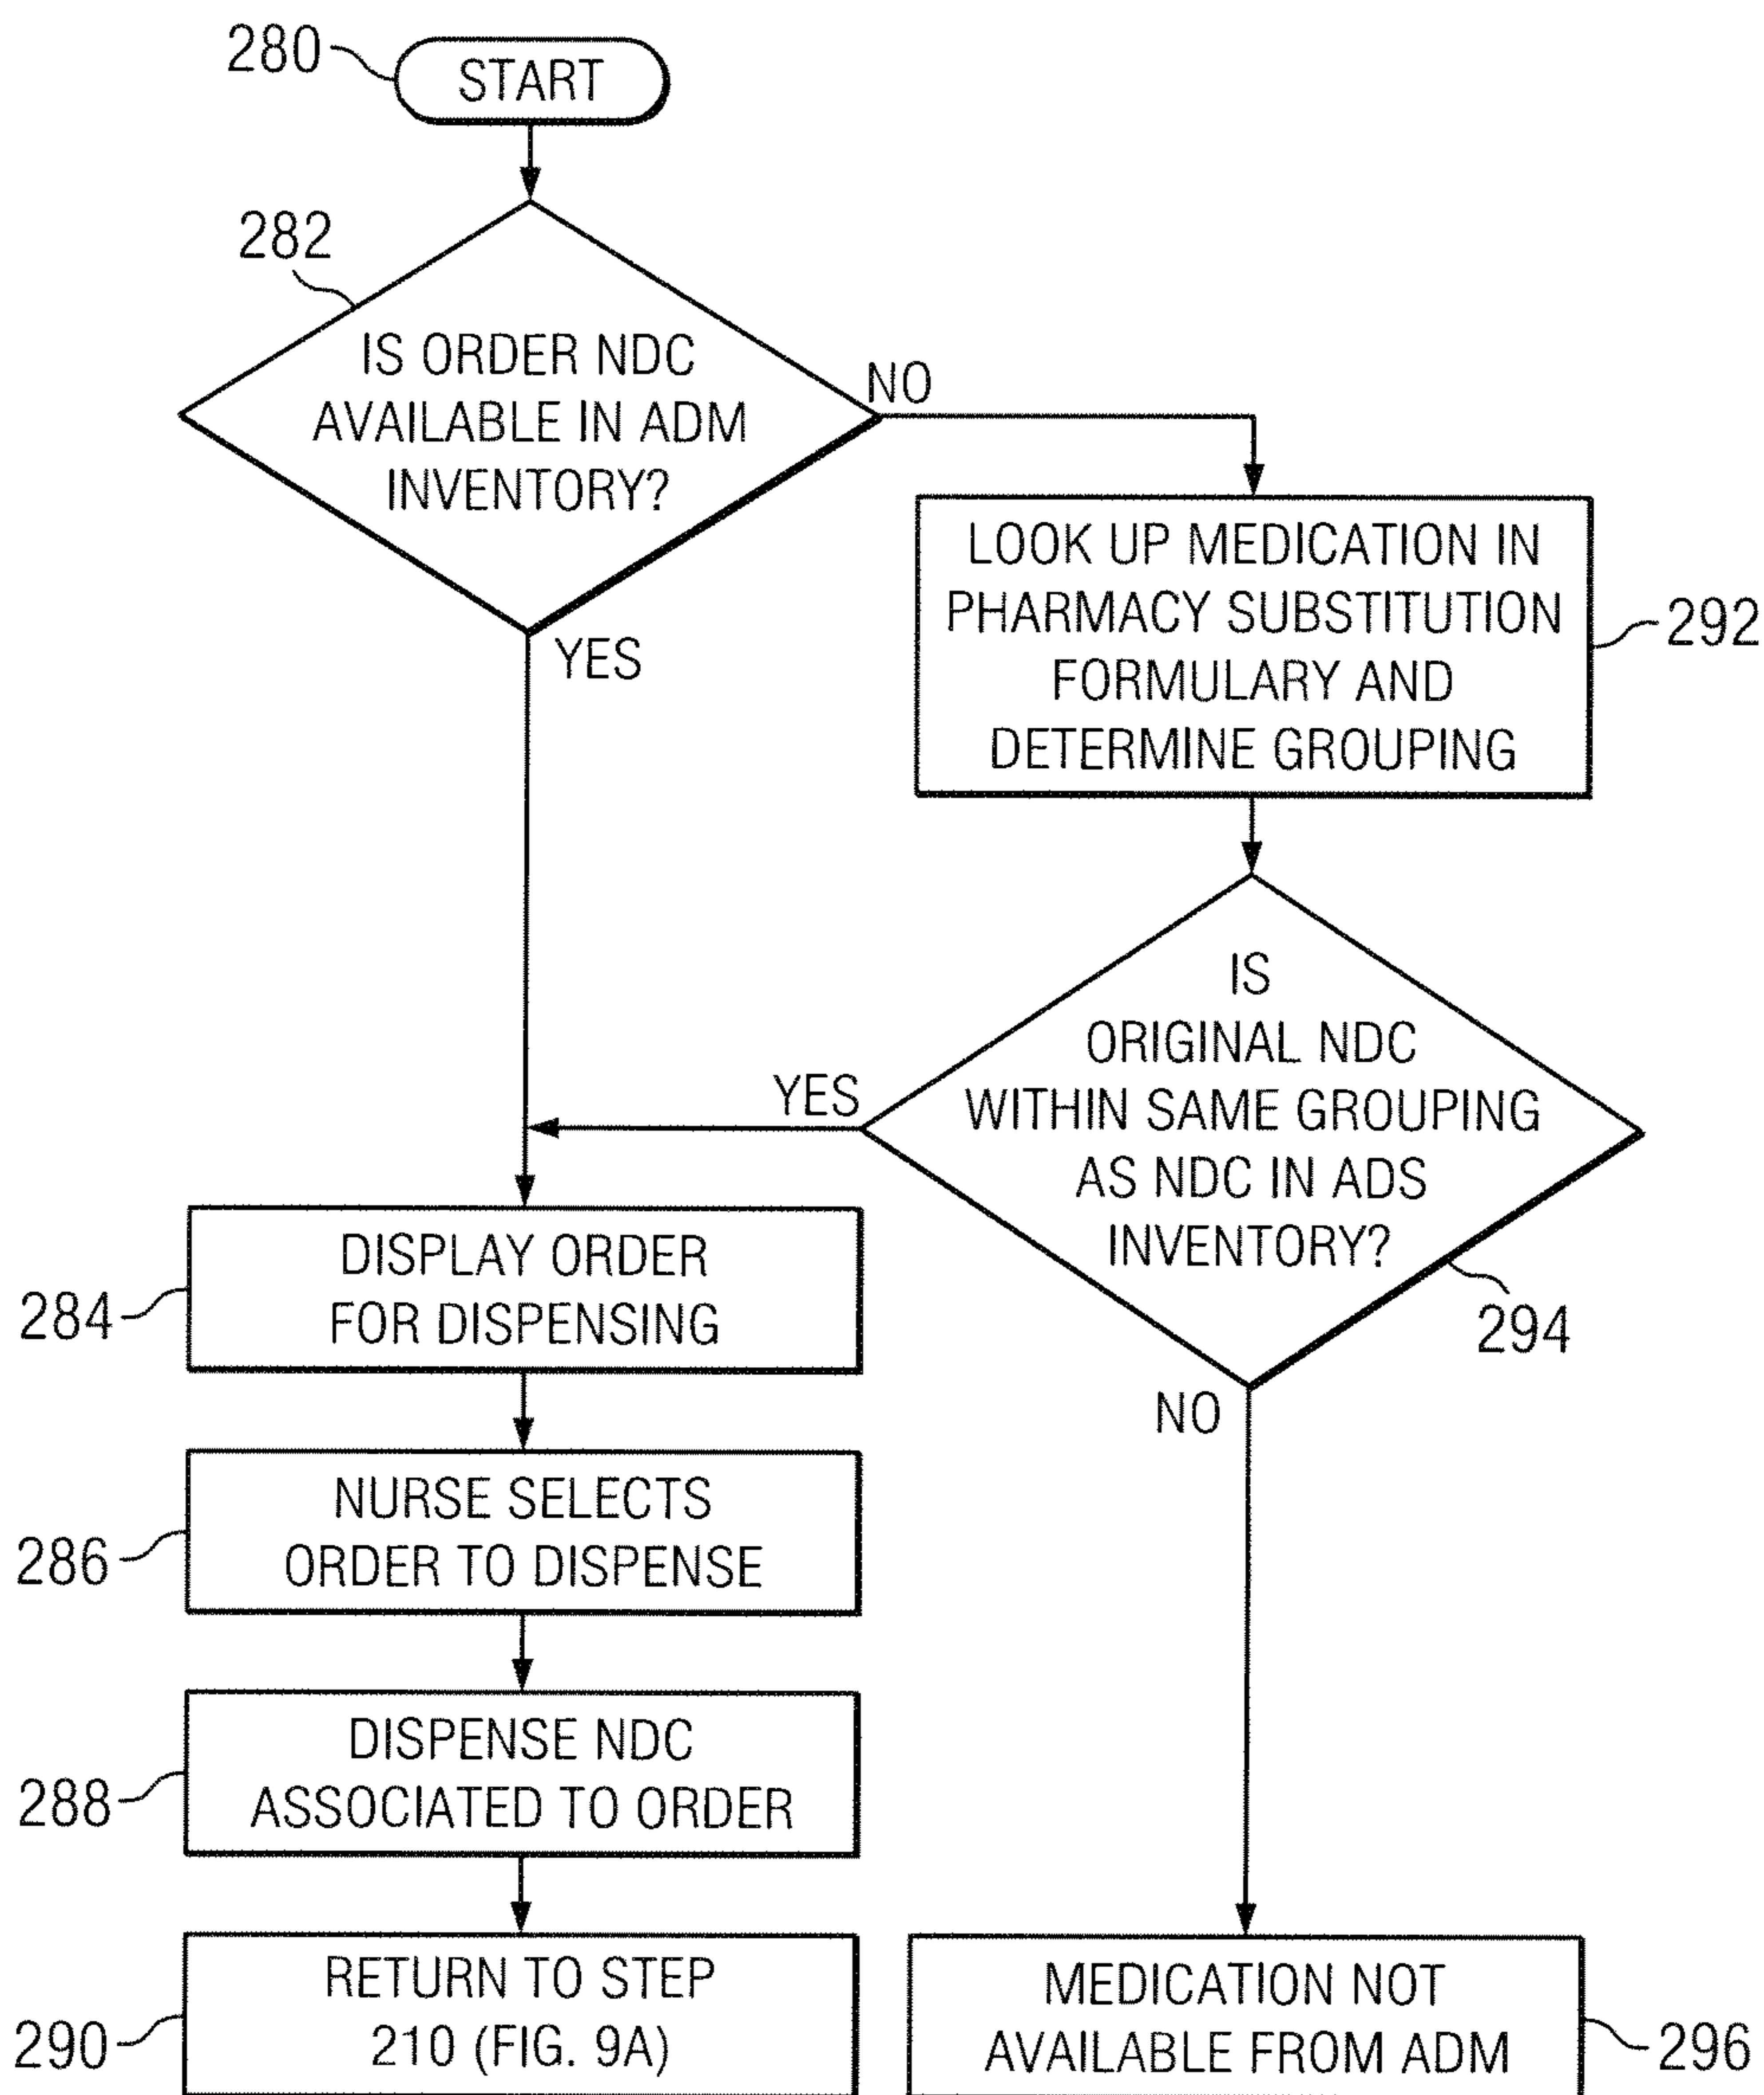 280
START
282
IS ORDER NDC
AVAILABLE IN ADM
INVENTORY?
NO
YES
LOOK UP MEDICATION IN
PHARMACY SUBSTITUTION
FORMULARY AND
DETERMINE GROUPING
292
IS
ORIGINAL NDC
WITHIN SAME GROUPING
AS NDC IN ADS
INVENTORY?
YES
294
NO
DISPLAY ORDER
FOR DISPENSING
284
NURSE SELECTS
ORDER TO DISPENSE
286
DISPENSE NDC
ASSOCIATED TO ORDER
288
RETURN TO STEP
210 (FIG. 9A)
290
MEDICATION NOT
AVAILABLE FROM ADM
296